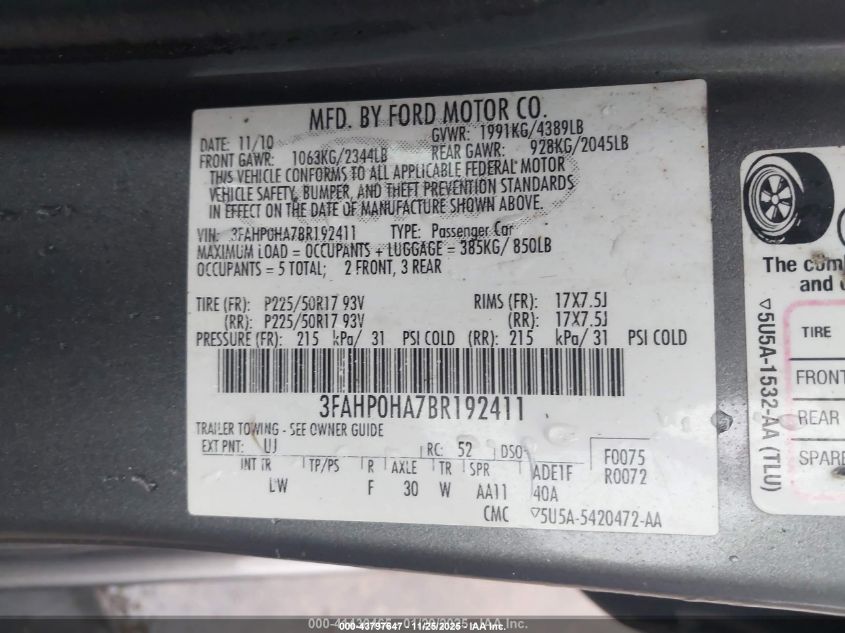 MFD. BY FORD MOTOR CO.
DATE: 11/10 GVWR: 1991KG/4389LB
FRONT GAWR: 1063KG/2344LB REAR GAWR: 928KG/2045LB
THIS VEHICLE CONFORMS TO ALL APPLICABLE FEDERAL MOTOR
VEHICLE SAFETY, BUMPER, AND THEFT PREVENTION STANDARDS
IN EFFECT ON THE DATE OF MANUFACTURE SHOWN ABOVE.
VIN: 3FAHP0HA7BR192411 TYPE: Passenger Car
MAXIMUM LOAD = OCCUPANTS + LUGGAGE = 385KG/ 850LB
OCCUPANTS = 5 TOTAL; 2 FRONT, 3 REAR
TIRE (FR): P225/50R17 93V RIMS (FR): 17X7.5J
(RR): P225/50R17 93V (RR): 17X7.5J
PRESSURE (FR): 215 kPa/ 31 PSI COLD (RR): 215 kPa/ 31 PSI COLD
3FAHP0HA7BR192411
TRAILER TOWING - SEE OWNER GUIDE
EXT PNT: UJ RC: 52 DSO F0075
INT TR TP/PS R AXLE TR SPR ADE1F R0072
LW F 30 W AA11 40A
CMC ▽5U5A-5420472-AA
The
and
▽5U5A-1532-AA (TLU)
TIRE
FRONT
REAR
43797647 11/25/2025 IAA Inc.